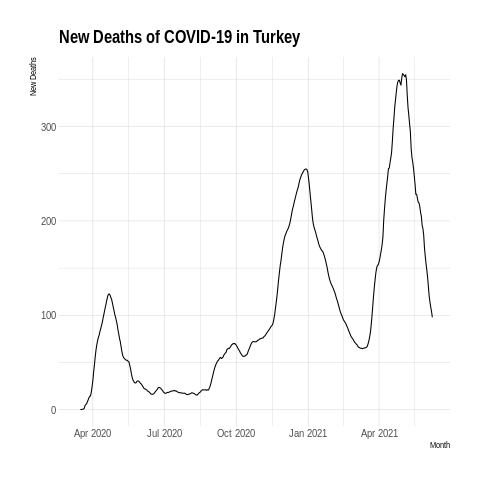 New Deaths of COVID-19 in Turkey
New Deaths
300
200
100
0
Apr 2020 Jul 2020 Oct 2020 Jan 2021 Apr 2021
Month